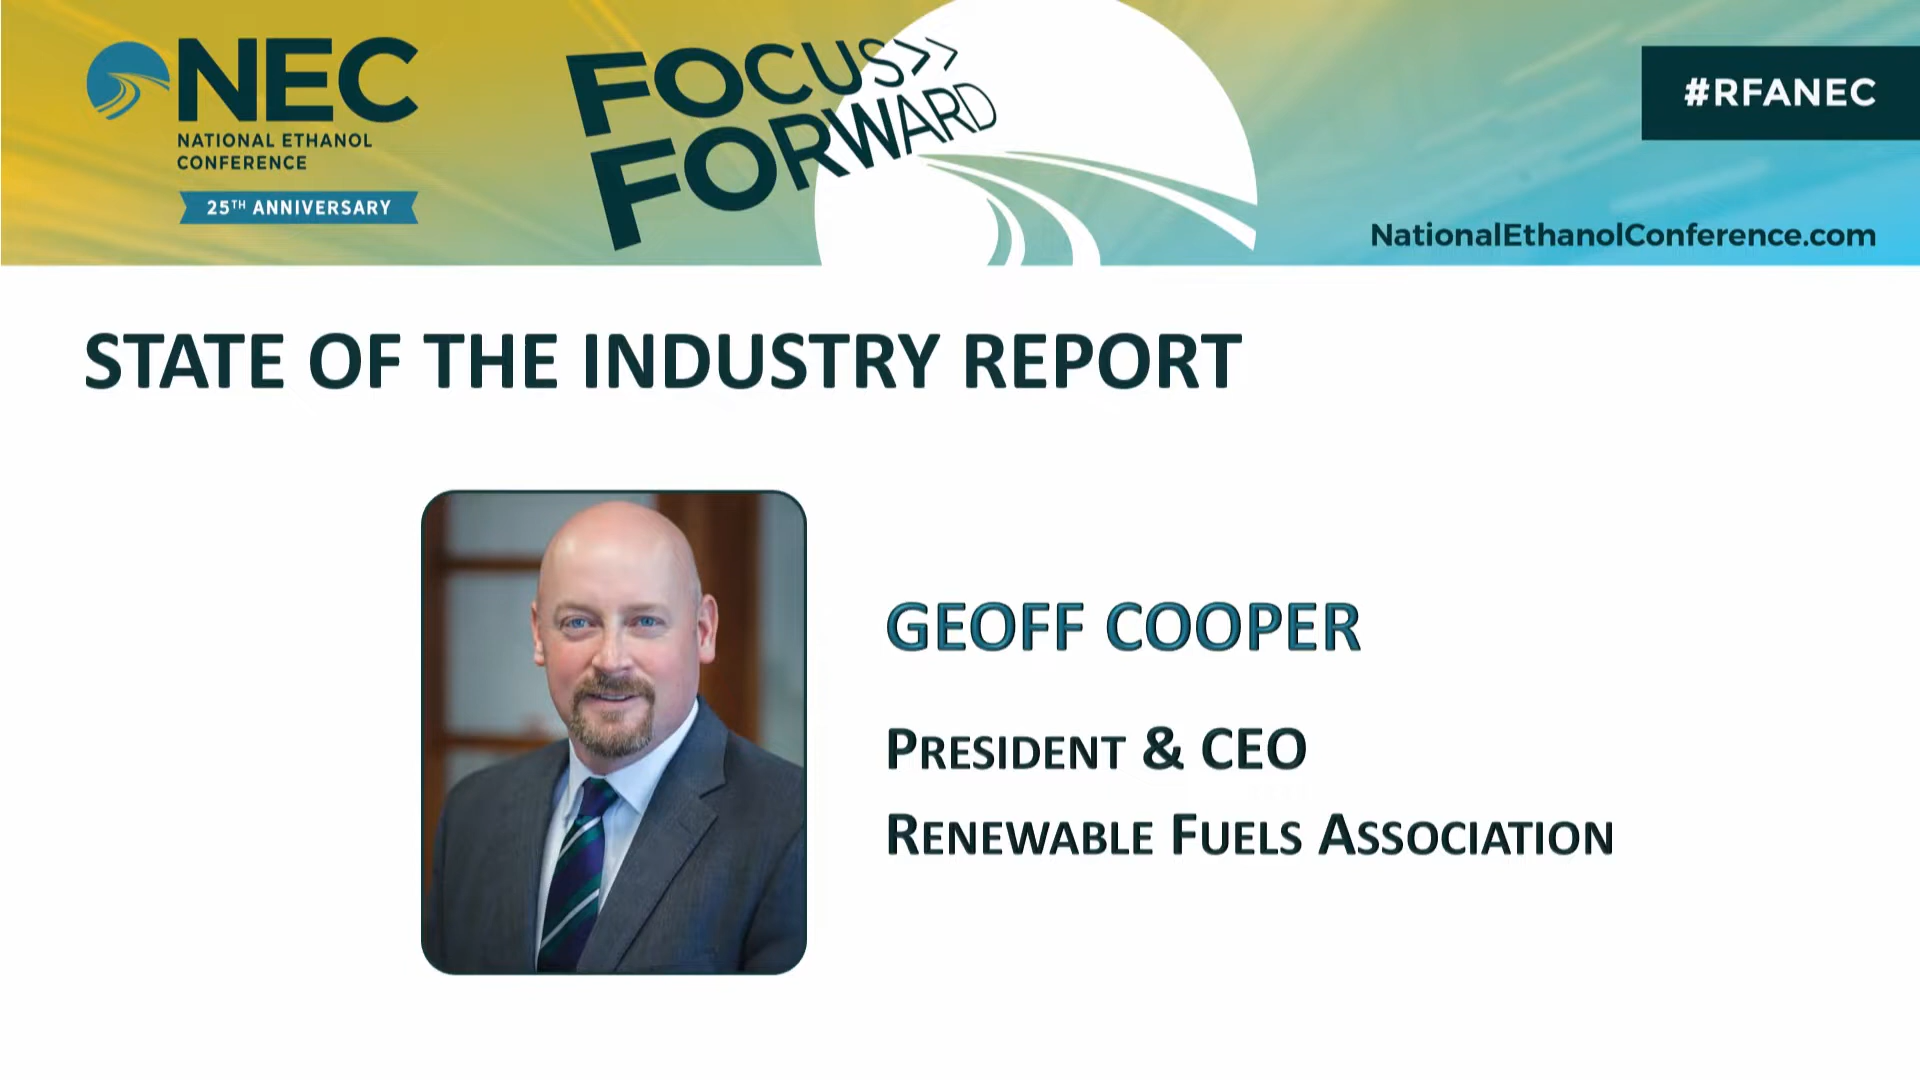 NEC
NATIONAL ETHANOL
CONFERENCE
25TH ANNIVERSARY
FOCUS>>
FORWARD
#RFANEC
NationalEthanolConference.com
STATE OF THE INDUSTRY REPORT
GEOFF COOPER
PRESIDENT & CEO
RENEWABLE FUELS ASSOCIATION